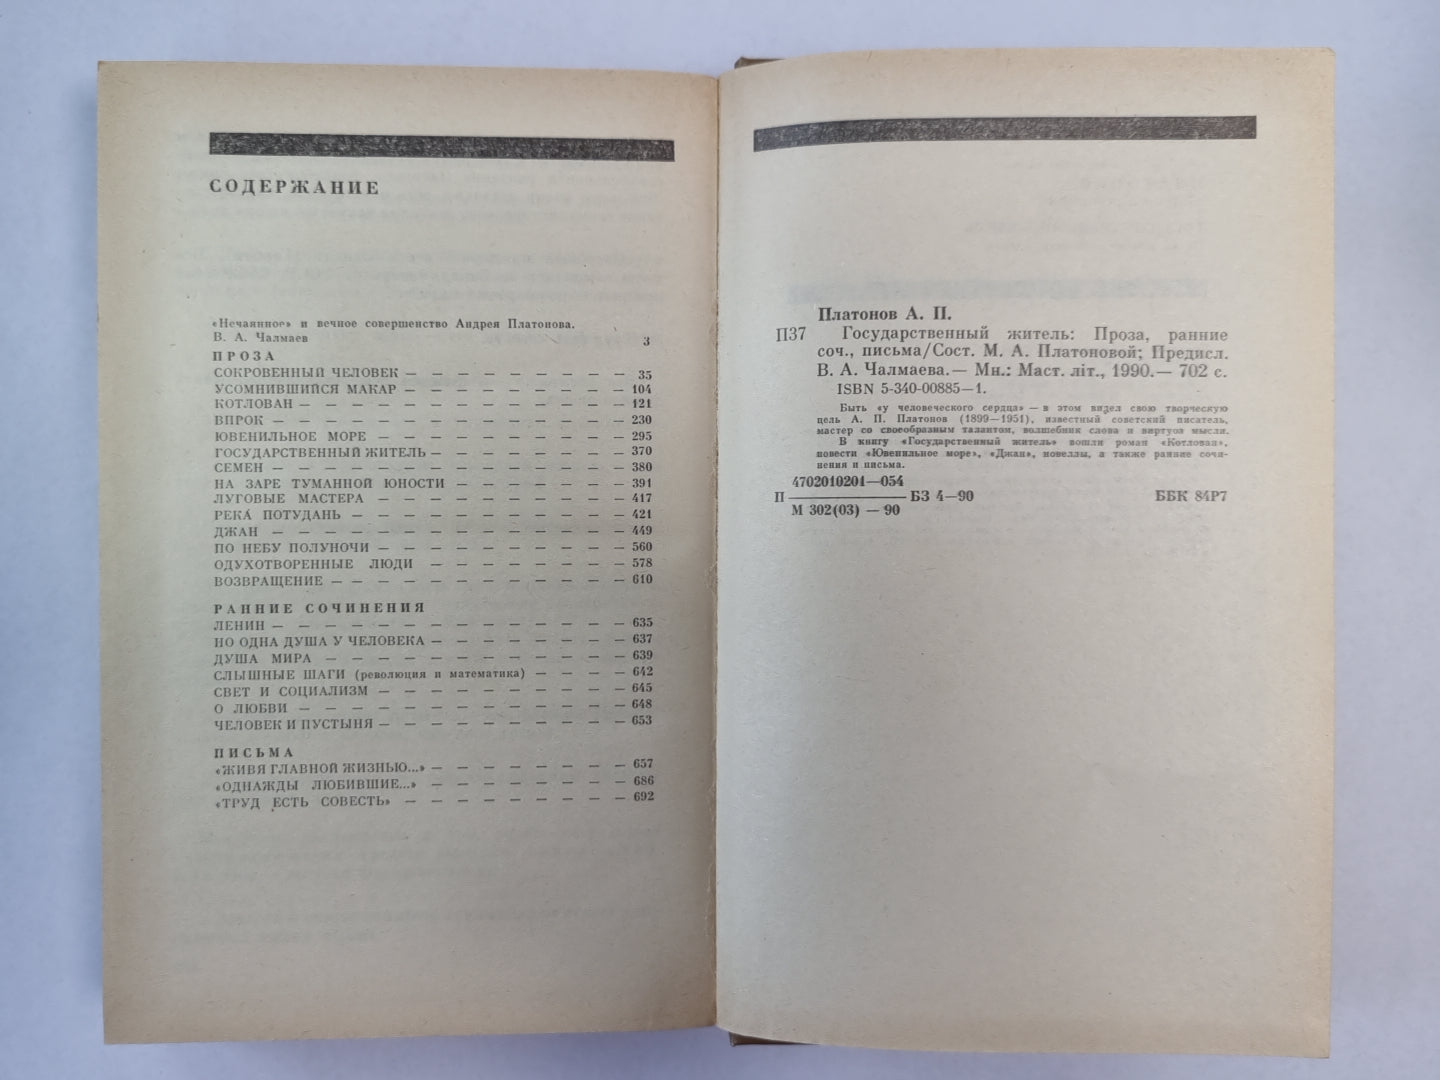 СОДЕРЖАНИЕ
«Нечаянное» и вечное совершенство Андрея Платонова.
В. А. Чалмаев 3
ПРОЗА
СОКРОВЕННЫЙ ЧЕЛОВЕК — — — — — — — — — 35
УСОМНИВШИЙСЯ МАКАР — — — — — — — — — 104
КОТЛОВАН — — — — — — — — — — — — — 121
ВПРОК — — — — — — — — — — — — — — 230
ЮВЕНИЛЬНОЕ МОРЕ — — — — — — — — — — 295
ГОСУДАРСТВЕННЫЙ ЖИТЕЛЬ — — — — — — — — 370
СЕМЕН — — — — — — — — — — — — — — 380
НА ЗАРЕ ТУМАННОЙ ЮНОСТИ — — — — — — — 391
ЛУГОВЫЕ МАСТЕРА — — — — — — — — — — 417
РЕКА́ ПОТУДАНЬ — — — — — — — — — — — 421
ДЖАН — — — — — — — — — — — — — — 449
ПО НЕБУ ПОЛУНОЧИ — — — — — — — — — — 560
ОДУХОТВОРЕННЫЕ ЛЮДИ — — — — — — — — 578
ВОЗВРАЩЕНИЕ — — — — — — — — — — — — 610
РАННИЕ СОЧИНЕНИЯ
ЛЕНИН — — — — — — — — — — — — — — 635
НО ОДНА ДУША У ЧЕЛОВЕКА — — — — — — — — 637
ДУША МИРА — — — — — — — — — — — — 639
СЛЫШНЫЕ ШАГИ (революция и математика) — — — — 642
СВЕТ И СОЦИАЛИЗМ — — — — — — — — — — 645
О ЛЮБВИ — — — — — — — — — — — — — 648
ЧЕЛОВЕК И ПУСТЫНЯ — — — — — — — — — — 653
ПИСЬМА
«ЖИВЯ ГЛАВНОЙ ЖИЗНЬЮ...» — — — — — — — — 657
«ОДНАЖДЫ ЛЮБИВШИЕ...» — — — — — — — — 686
«ТРУД ЕСТЬ СОВЕСТЬ» — — — — — — — — — 692
Платонов А. П.
П37 Государственный житель: Проза, ранние
соч., письма/Сост. М. А. Платоновой; Предисл.
В. А. Чалмаева.— Мн.: Маст. літ., 1990.— 702 с.
ISBN 5-340-00885—1.
Быть «у человеческого сердца» — в этом видел свою творческую
цель А. П. Платонов (1899—1951), известный советский писатель,
мастер со своеобразным талантом, волшебник слова и виртуоз мысли.
В книгу «Государственный житель» вошли роман «Котлован»,
повести «Ювенильное море», «Джан», новеллы, а также ранние сочи-
нения и письма.
4702010201—054
П ———————— БЗ 4—90 ББК 84Р7
М 302(03) — 90